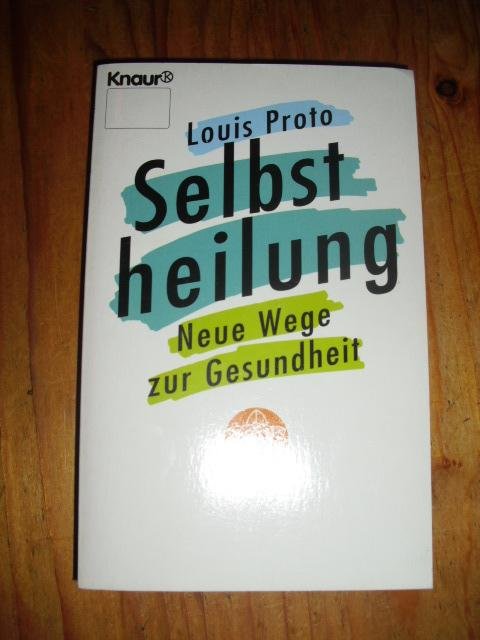 Knaur®
Louis Proto
Selbst
heilung
Neue Wege
zur Gesundheit